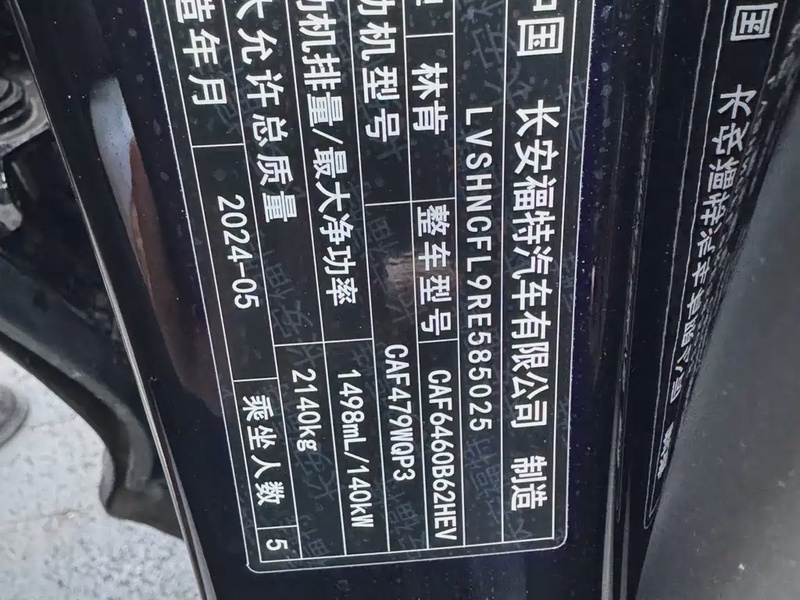 中国 长安福特汽车有限公司 制造
LVSHNCFL9RE585025
林肯 整车型号 CAF6460B62HEV
动机型号 CAF479WQP3
动机排量/最大净功率 1498mL/140kW
大允许总质量 2140kg
造年月 2024-05 乘坐人数 5